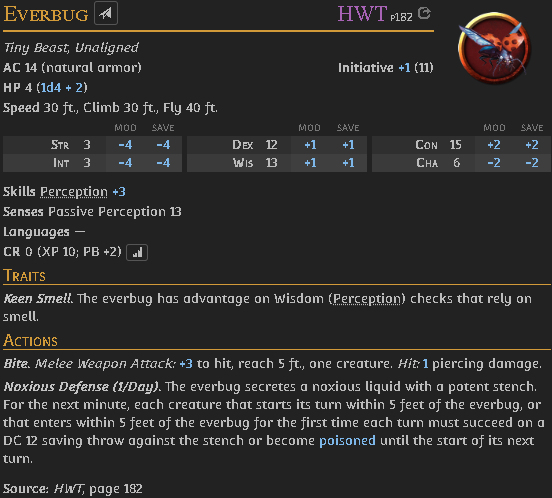 Everbug HWT p182
Tiny Beast, Unaligned
AC 14 (natural armor) Initiative +1 (11)
HP 4 (1d4 + 2)
Speed 30 ft., Climb 30 ft., Fly 40 ft.
MOD SAVE MOD SAVE MOD SAVE
Str 3 −4 −4 Dex 12 +1 +1 Con 15 +2 +2
Int 3 −4 −4 Wis 13 +1 +1 Cha 6 −2 −2
Skills Perception +3
Senses Passive Perception 13
Languages —
CR 0 (XP 10; PB +2)
Traits
Keen Smell. The everbug has advantage on Wisdom (Perception) checks that rely on
smell.
Actions
Bite. Melee Weapon Attack: +3 to hit, reach 5 ft., one creature. Hit: 1 piercing damage.
Noxious Defense (1/Day). The everbug secretes a noxious liquid with a potent stench.
For the next minute, each creature that starts its turn within 5 feet of the everbug, or
that enters within 5 feet of the everbug for the first time each turn must succeed on a
DC 12 saving throw against the stench or become poisoned until the start of its next
turn.
Source: HWT, page 182